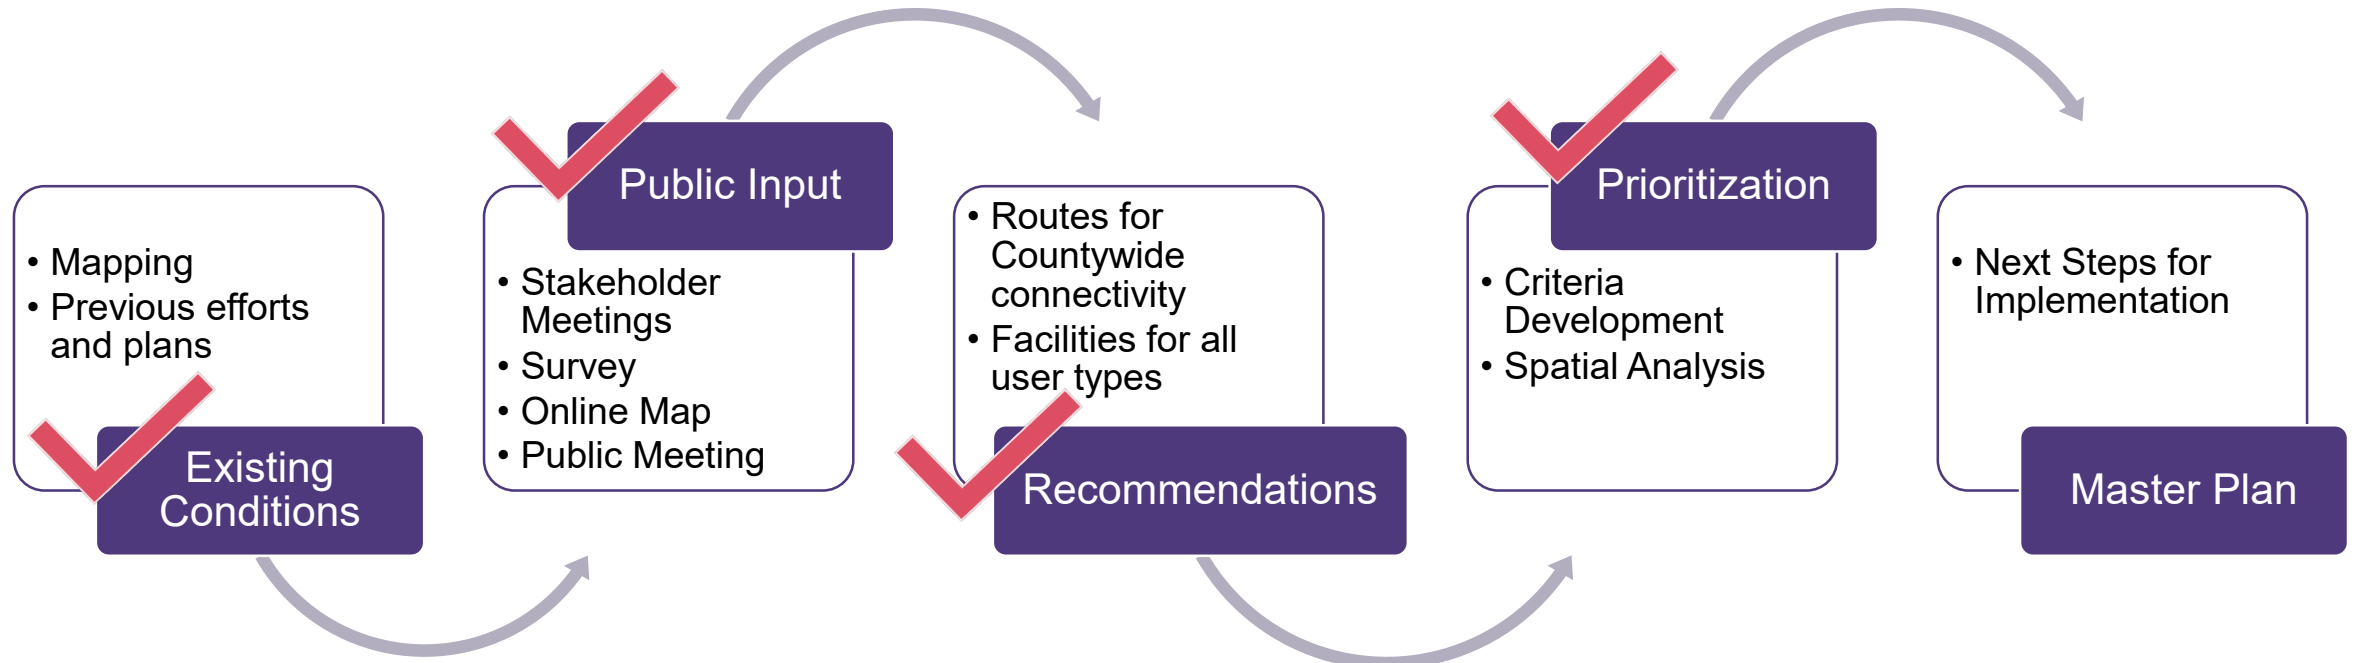 • Mapping
• Previous efforts
and plans
Existing
Conditions
Public Input
• Stakeholder
Meetings
• Survey
• Online Map
• Public Meeting
• Routes for
Countywide
connectivity
• Facilities for all
user types
Recommendations
Prioritization
• Criteria
Development
• Spatial Analysis
• Next Steps for
Implementation
Master Plan